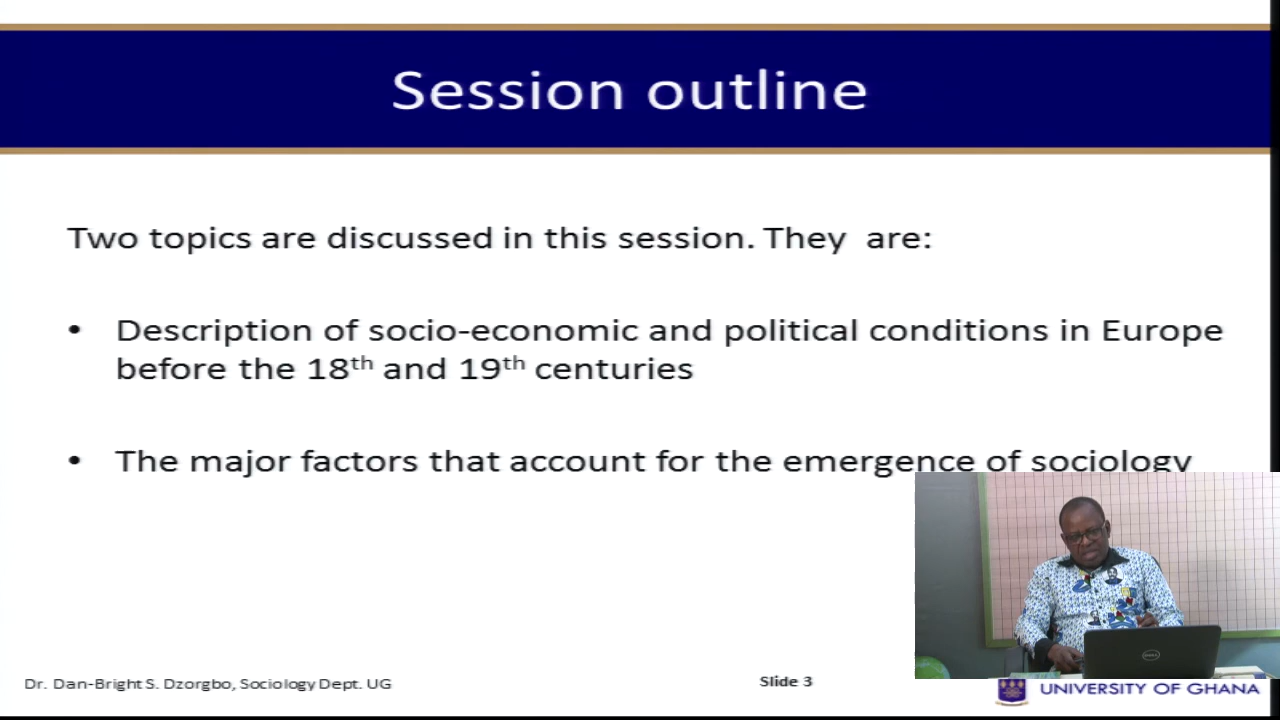 Session outline
Two topics are discussed in this session. They are:
• Description of socio-economic and political conditions in Europe
before the 18th and 19th centuries
• The major factors that account for the emergence of sociology
DELL
Dr. Dan-Bright S. Dzorgbo, Sociology Dept. UG
Slide 3
UNIVERSITY OF GHANA